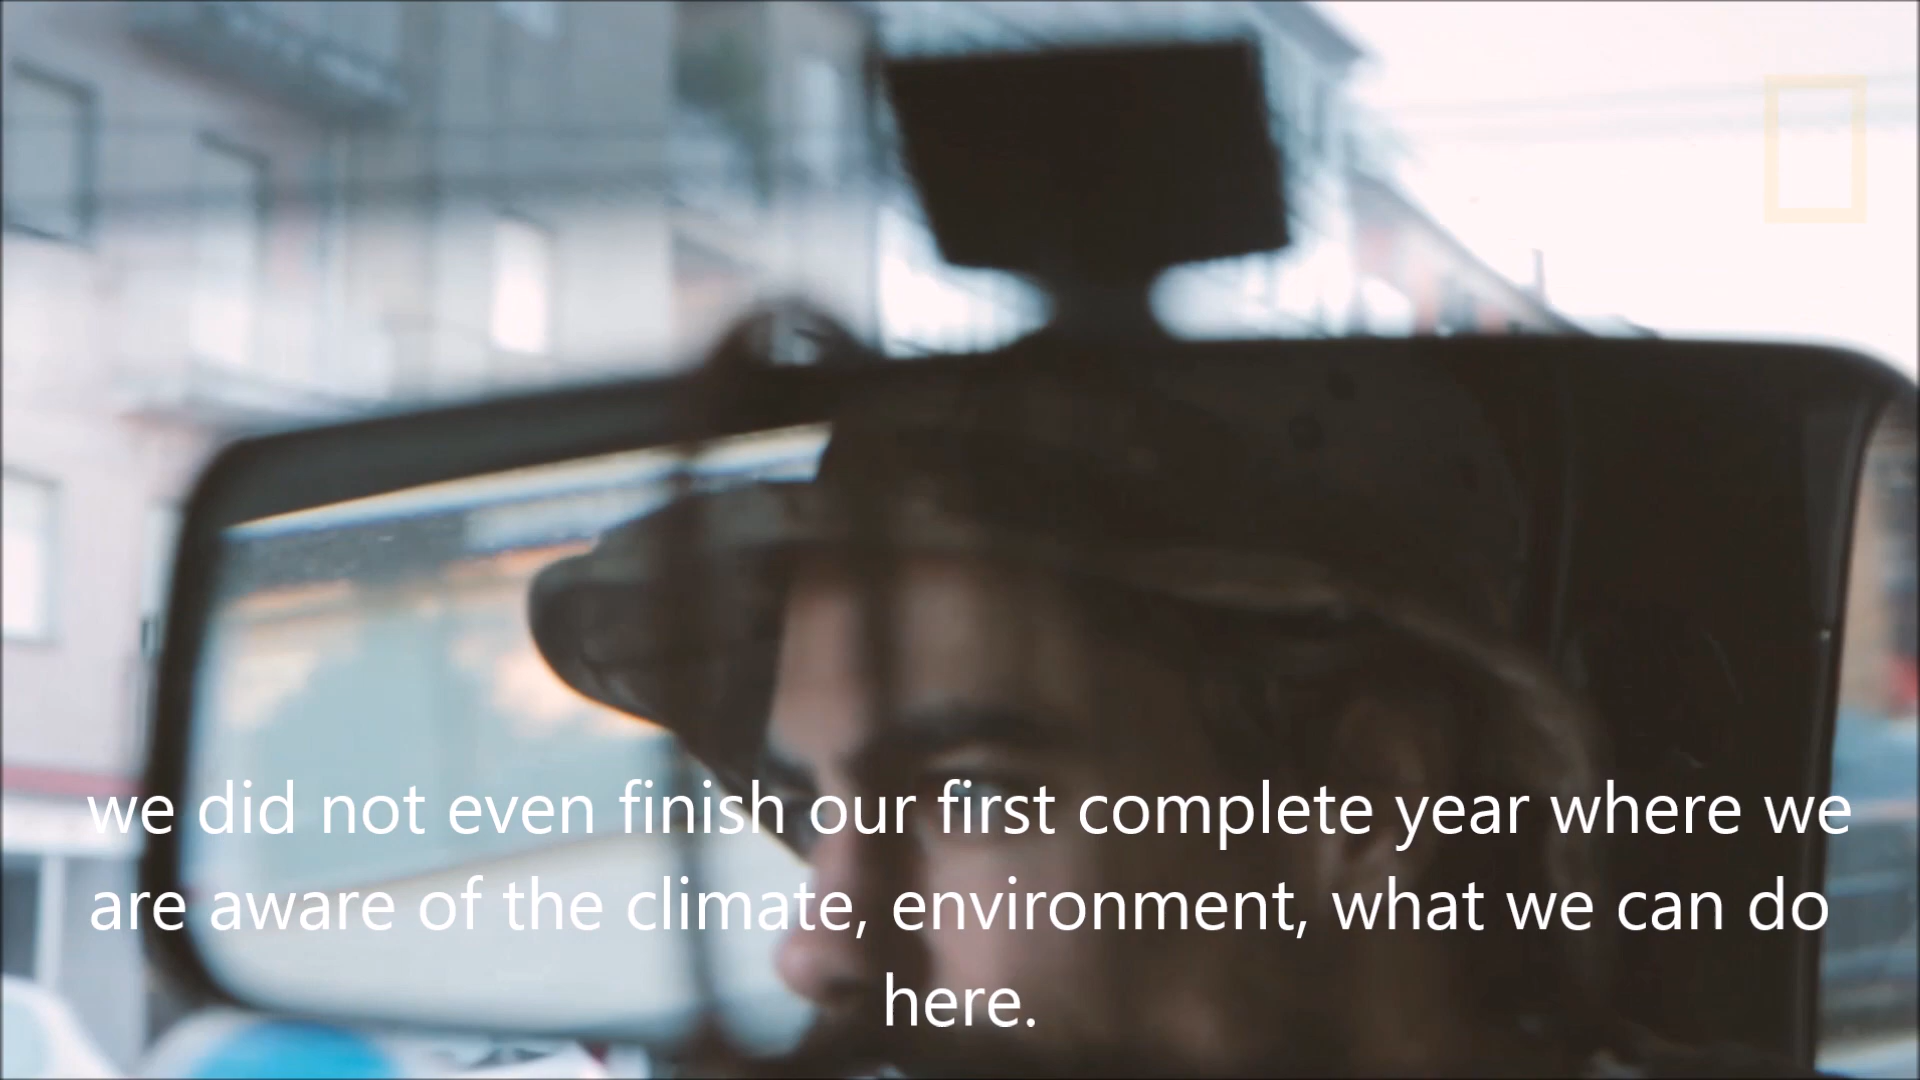 we did not even finish our first complete year where we
are aware of the climate, environment, what we can do
here.